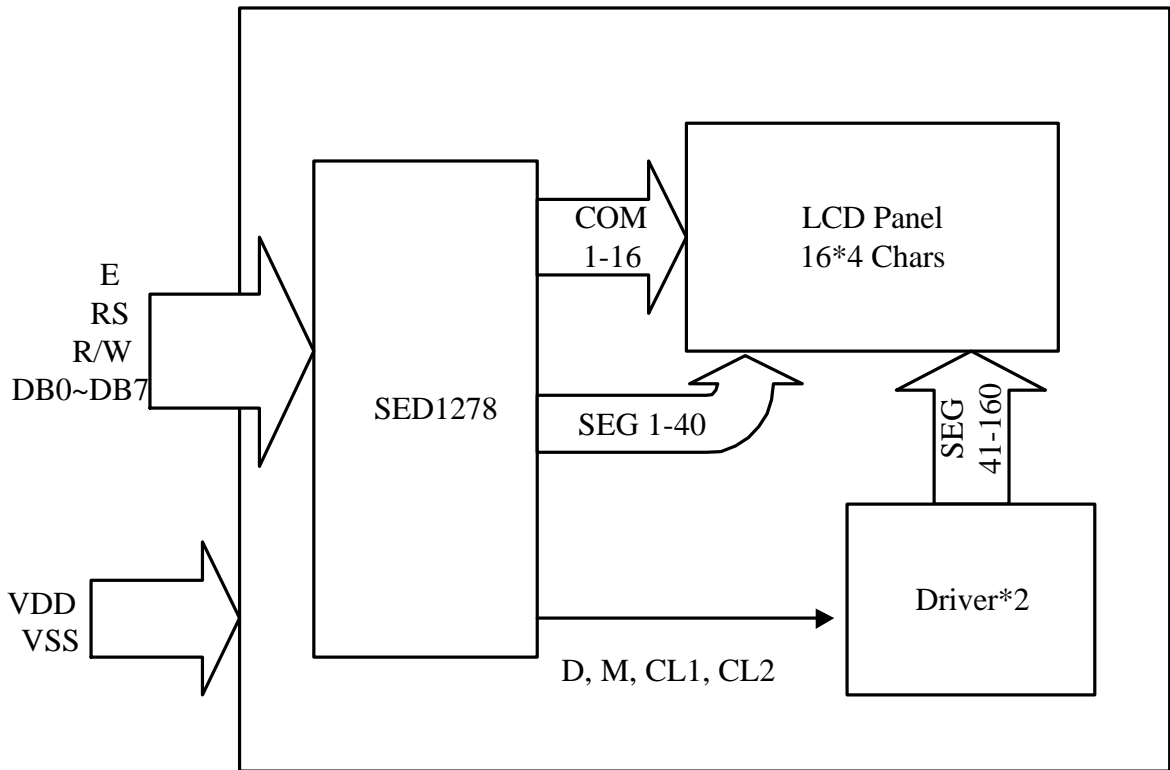 E
RS
R/W
DB0~DB7
VDD
VSS
SED1278
COM
1-16
SEG 1-40
D, M, CL1, CL2
LCD Panel
16*4 Chars
SEG
41-160
Driver*2